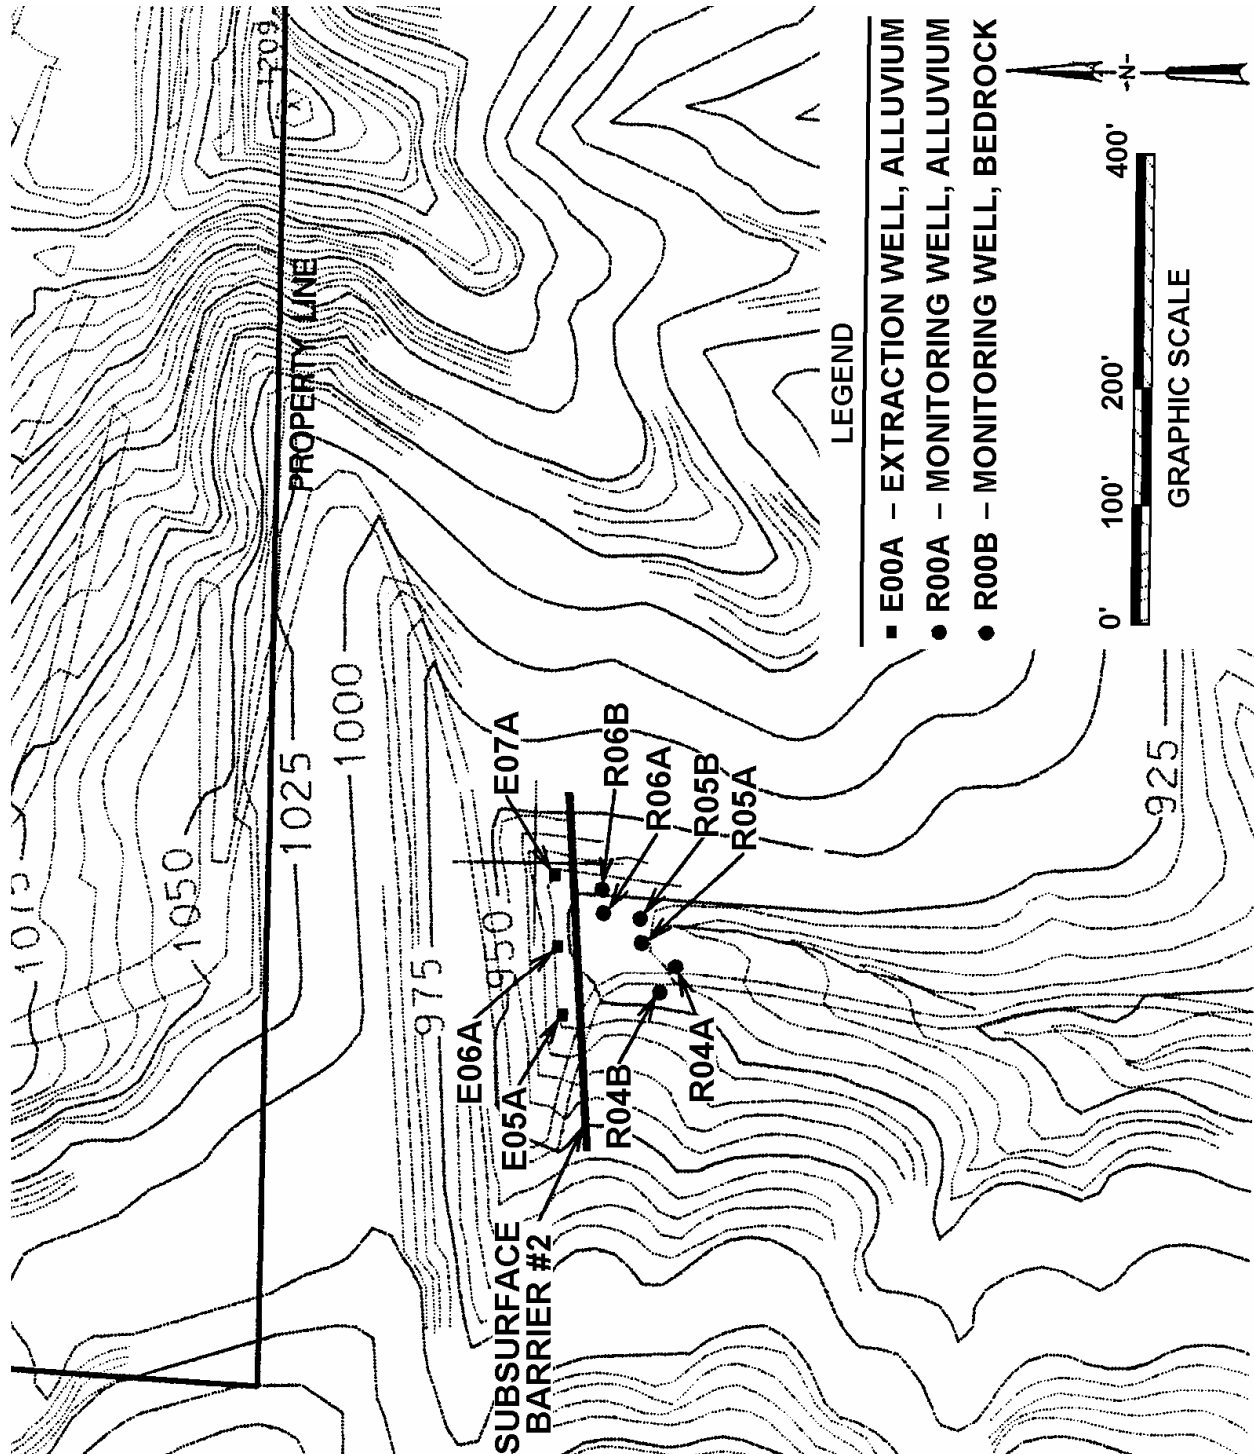 1209
PROPERTY LINE
1075
1050
1025
1000
975
950
925
E07A
E06A
E05A
R06B
R06A
R05B
R05A
R04B
R04A
SUBSURFACE
BARRIER #2
LEGEND
E00A – EXTRACTION WELL, ALLUVIUM
R00A – MONITORING WELL, ALLUVIUM
R00B – MONITORING WELL, BEDROCK
-N-
0' 100' 200' 400'
GRAPHIC SCALE